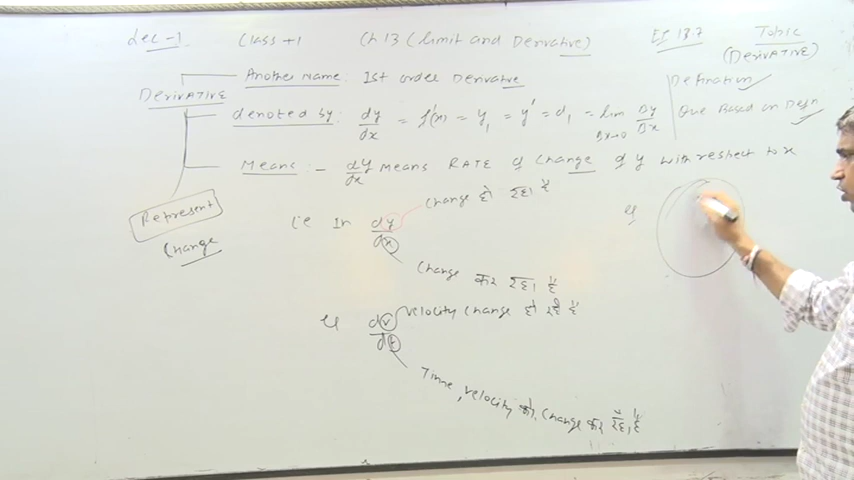 Lec-1 Class +1 Ch 13 (Limit and Derivative) Ex 13.7 Topic (DERIVATIVE)
DERIVATIVE
Another Name: Ist order Derivative
Definition
denoted by: dy/dx = f'(x) = y₁ = y' = d₁ = lim Δx→0 Δy/Δx
Que Based on Defn
Means :- dy/dx Means RATE of Change of y with respect to x
Represent Change
i.e In dy/dx
Change हो रहा है
Change कर रहा है
dv/dt
velocity change हो रही है
Time, velocity को change कर रहा है